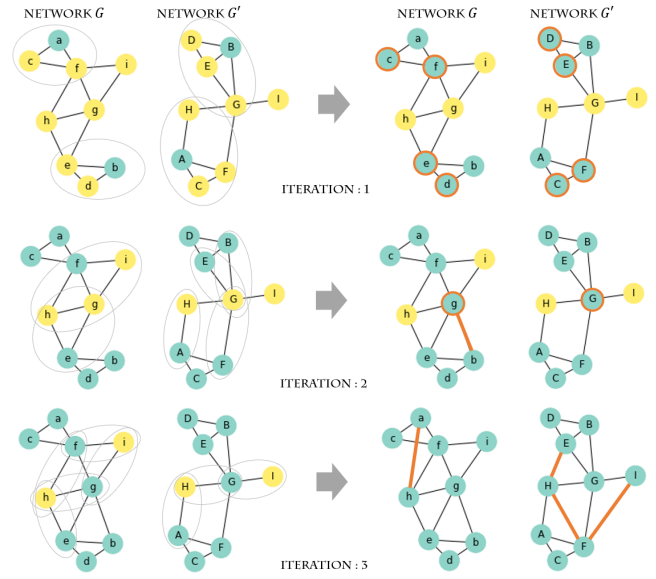 NETWORK G NETWORK G′ NETWORK G NETWORK G′
a D B a D B
c f i E c f i E
h g H G I h g H G I
e b A F e b A F
d C d C
ITERATION : 1
a D B a D B
c f i E c f i E
h g H G I h g H G I
e b A F e b A F
d C d C
ITERATION : 2
a D B a D B
c f i E c f i E
h g H G I h g H G I
e b A F e b A F
d C d C
ITERATION : 3